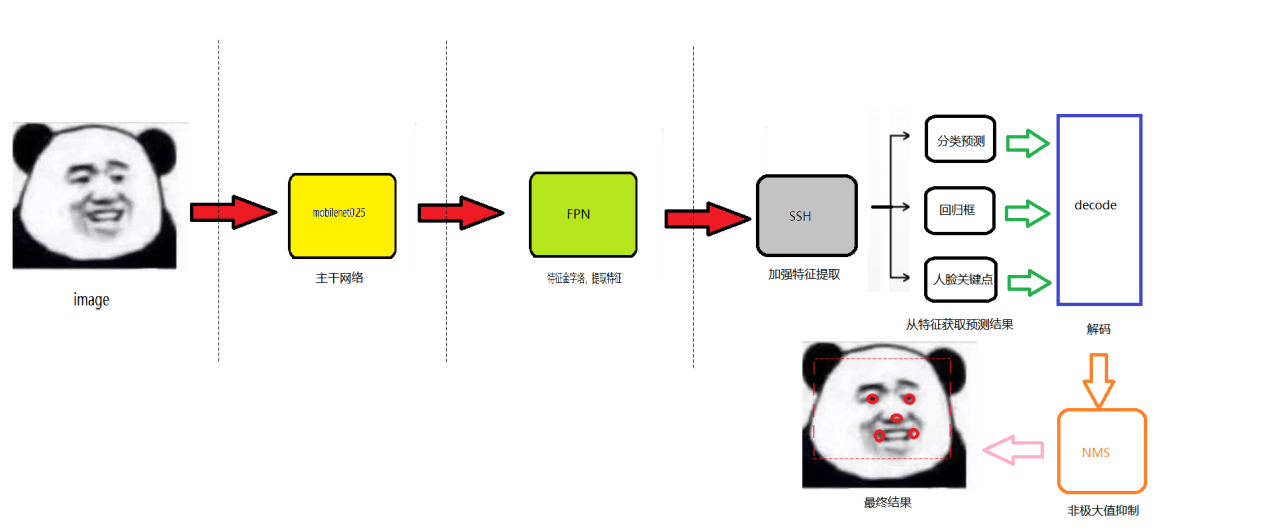 image
mobilenet0.25
主干网络
FPN
特征金字塔，提取特征
SSH
加强特征提取
分类预测
回归框
人脸关键点
从特征获取预测结果
decode
解码
NMS
非极大值抑制
最终结果